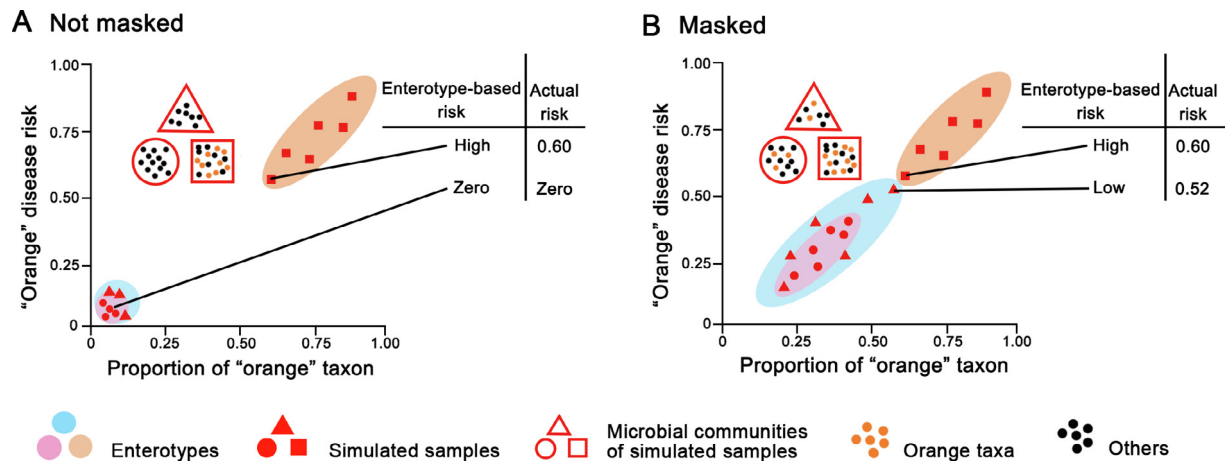 A Not masked
1.00
0.75
0.50
0.25
0
"Orange" disease risk
0
0.25
0.50
0.75
1.00
Proportion of "orange" taxon
Enterotype-based risk
Actual risk
High
0.60
Zero
Zero
B Masked
1.00
0.75
0.50
0.25
0
"Orange" disease risk
0
0.25
0.50
0.75
1.00
Proportion of "orange" taxon
Enterotype-based
risk
Actual
risk
High
0.60
Low
0.52
Enterotypes
Simulated samples
Microbial communities
of simulated samples
Orange taxa
Others